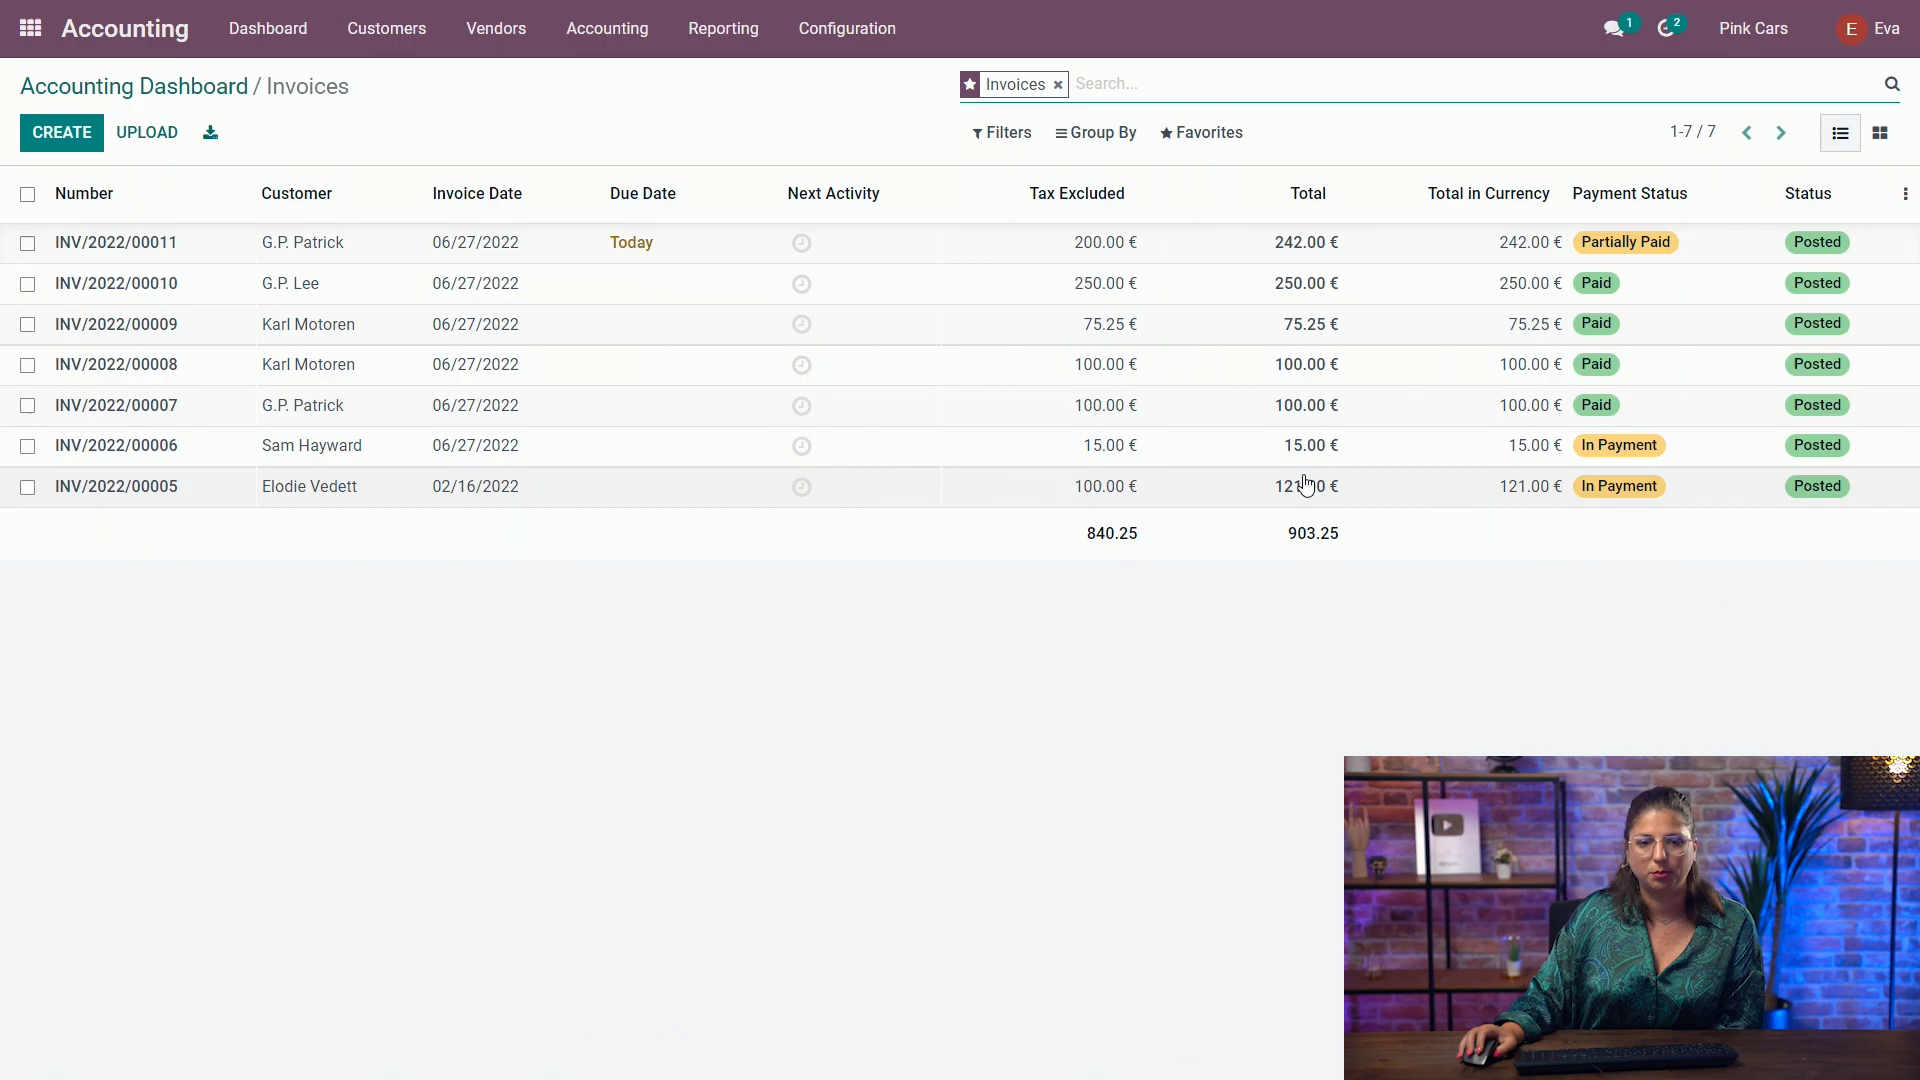 Accounting Dashboard Customers Vendors Accounting Reporting Configuration 1 2 Pink Cars E Eva
Accounting Dashboard / Invoices
Invoices × Search...
CREATE UPLOAD Filters Group By Favorites 1-7 / 7
Number Customer Invoice Date Due Date Next Activity Tax Excluded Total Total in Currency Payment Status Status
INV/2022/00011 G.P. Patrick 06/27/2022 Today 200.00 € 242.00 € 242.00 € Partially Paid Posted
INV/2022/00010 G.P. Lee 06/27/2022 250.00 € 250.00 € 250.00 € Paid Posted
INV/2022/00009 Karl Motoren 06/27/2022 75.25 € 75.25 € 75.25 € Paid Posted
INV/2022/00008 Karl Motoren 06/27/2022 100.00 € 100.00 € 100.00 € Paid Posted
INV/2022/00007 G.P. Patrick 06/27/2022 100.00 € 100.00 € 100.00 € Paid Posted
INV/2022/00006 Sam Hayward 06/27/2022 15.00 € 15.00 € 15.00 € In Payment Posted
INV/2022/00005 Elodie Vedett 02/16/2022 100.00 € € 121.00 € In Payment Posted
840.25 903.25